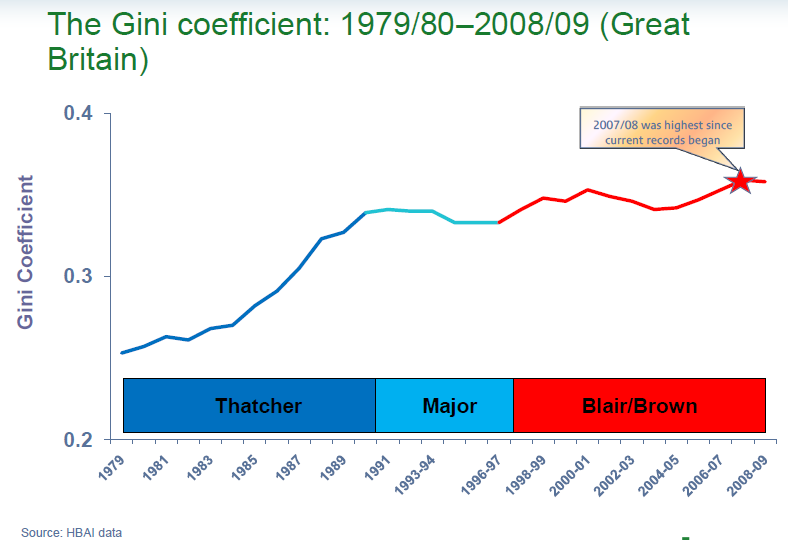 The Gini coefficient: 1979/80–2008/09 (Great
Britain)
0.4
2007/08 was highest since
current records began
Gini Coefficient
0.3
Thatcher
Major
Blair/Brown
0.2
1979
1981
1983
1985
1987
1989
1991
1993-94
1996-97
1998-99
2000-01
2002-03
2004-05
2006-07
2008-09
Source: HBAI data